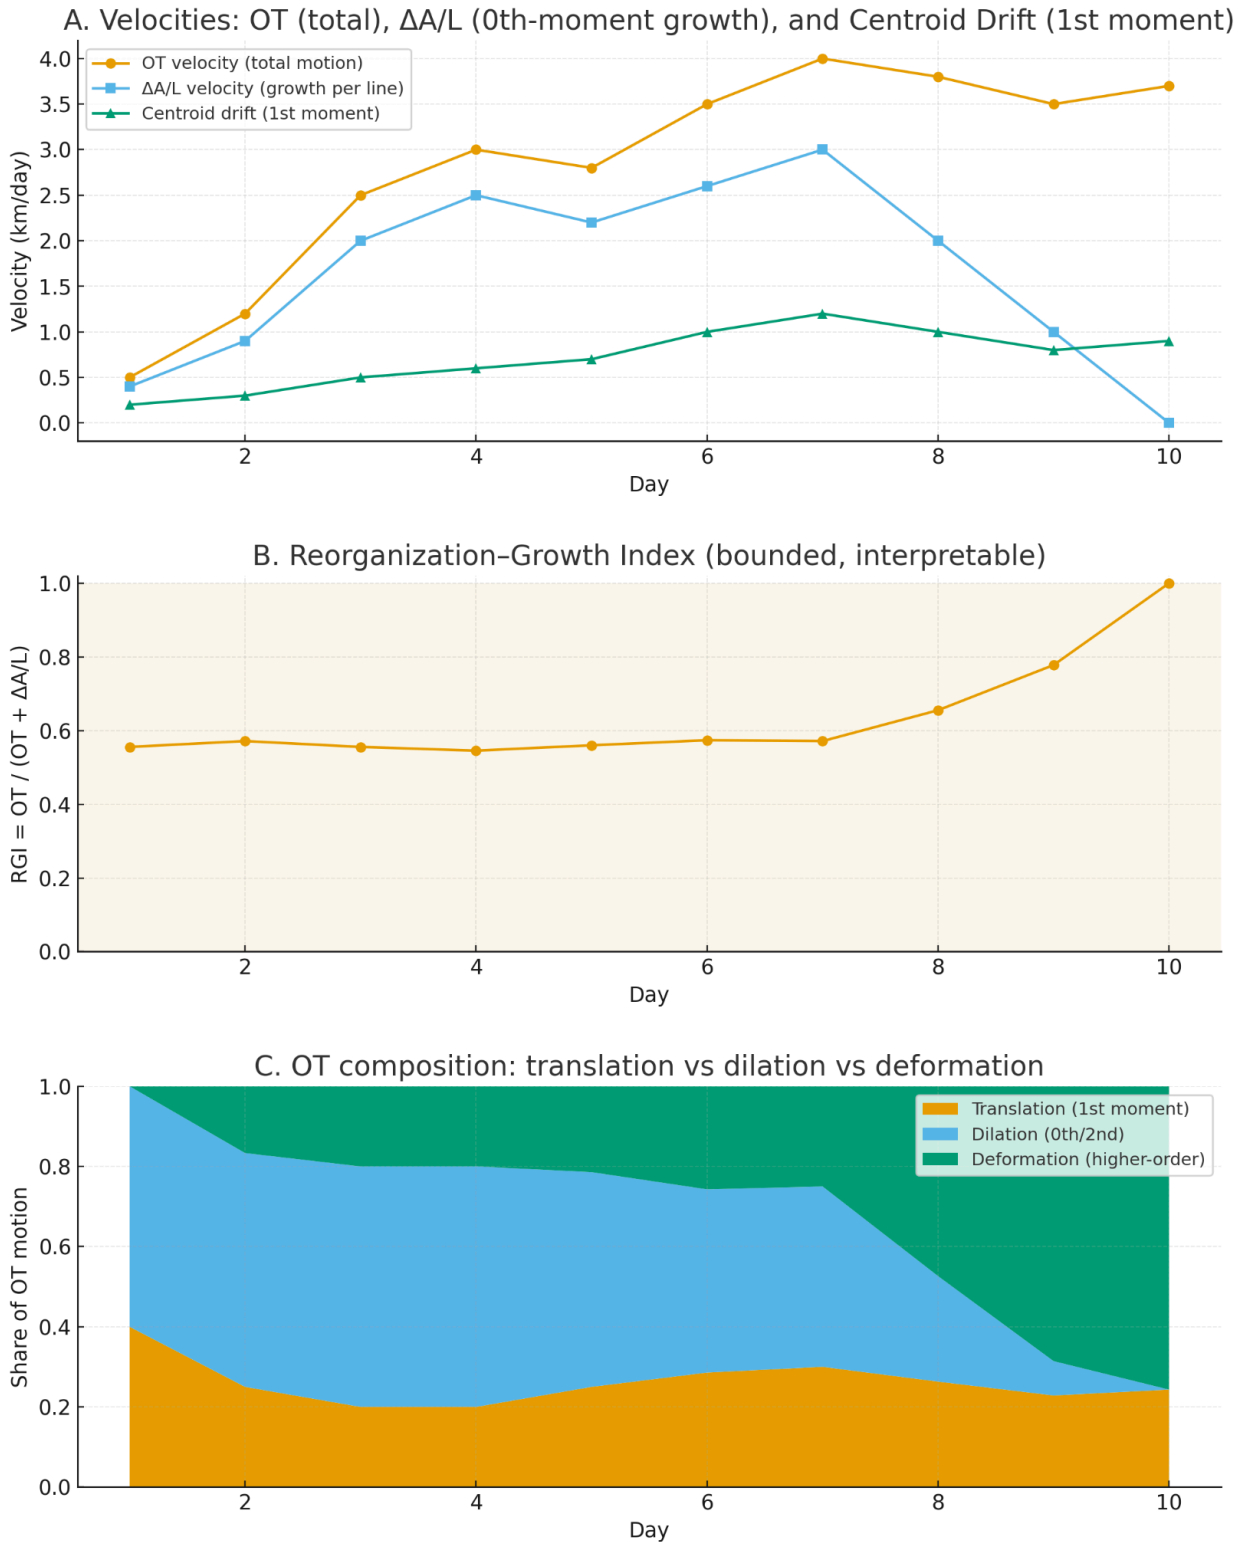 A. Velocities: OT (total), ΔA/L (0th-moment growth), and Centroid Drift (1st moment)
OT velocity (total motion)
ΔA/L velocity (growth per line)
Centroid drift (1st moment)
Velocity (km/day)
4.0
3.5
3.0
2.5
2.0
1.5
1.0
0.5
0.0
2 4 6 8 10
Day
B. Reorganization–Growth Index (bounded, interpretable)
RGI = OT / (OT + ΔA/L)
1.0
0.8
0.6
0.4
0.2
0.0
2 4 6 8 10
Day
C. OT composition: translation vs dilation vs deformation
Translation (1st moment)
Dilation (0th/2nd)
Deformation (higher-order)
Share of OT motion
1.0
0.8
0.6
0.4
0.2
0.0
2 4 6 8 10
Day